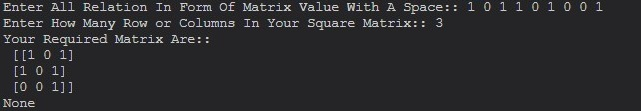 Enter All Relation In Form Of Matrix Value With A Space:: 1 0 1 1 0 1 0 0 1
Enter How Many Row or Columns In Your Square Matrix:: 3
Your Required Matrix Are::
[[1 0 1]
[1 0 1]
[0 0 1]]
None